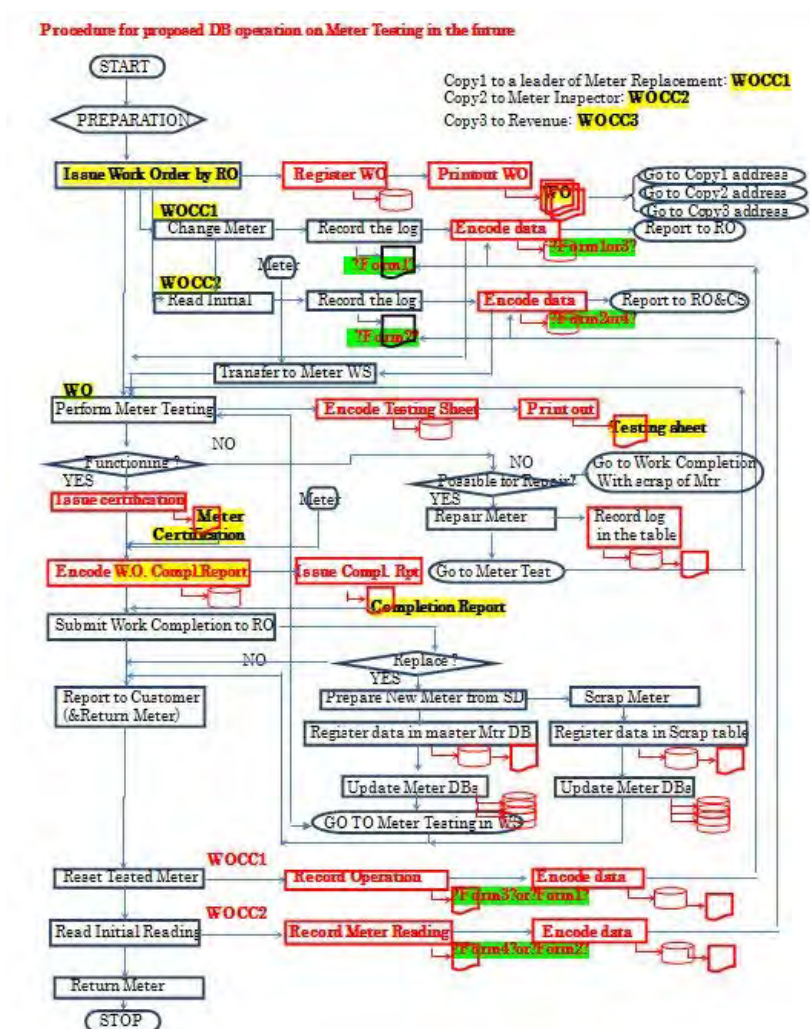 Procedure for proposed DB operation on Meter Testing in the future
START
Copy1 to a leader of Meter Replacement: WOCC1
Copy2 to Meter Inspector: WOCC2
Copy3 to Revenue: WOCC3
PREPARATION
Issue Work Order by RO
Register WO
Printout WO
WO
Go to Copy1 address
Go to Copy2 address
Go to Copy3 address
WOCC1
Change Meter
Record the log
Encode data
Report to RO
?Form1?
?Form1or3?
Meter
WOCC2
Read Initial
Record the log
Encode data
Report to RO&CS
?Form2?
?Form2or4?
Transfer to Meter WS
WO
Perform Meter Testing
Encode Testing Sheet
Print out
Testing sheet
NO
Functioning ?
YES
NO
Possible for Repair?
YES
Go to Work Completion
With scrap of Mtr
Issue certification
Meter
Certification
Meter
Repair Meter
Record log
in the table
Encode W.O. Compl.Report
Issue Compl. Rpt
Go to Meter Test
Completion Report
Submit Work Completion to RO
NO
Replace ?
YES
Report to Customer
(&Return Meter)
Prepare New Meter from SD
Scrap Meter
Register data in master Mtr DB
Register data in Scrap table
Update Meter DBs
Update Meter DBs
GO TO Meter Testing in WS
WOCC1
Reset Tested Meter
Record Operation
Encode data
?Form3?or?Form1?
WOCC2
Read Initial Reading
Record Meter Reading
Encode data
?Form4?or?Form2?
Return Meter
STOP